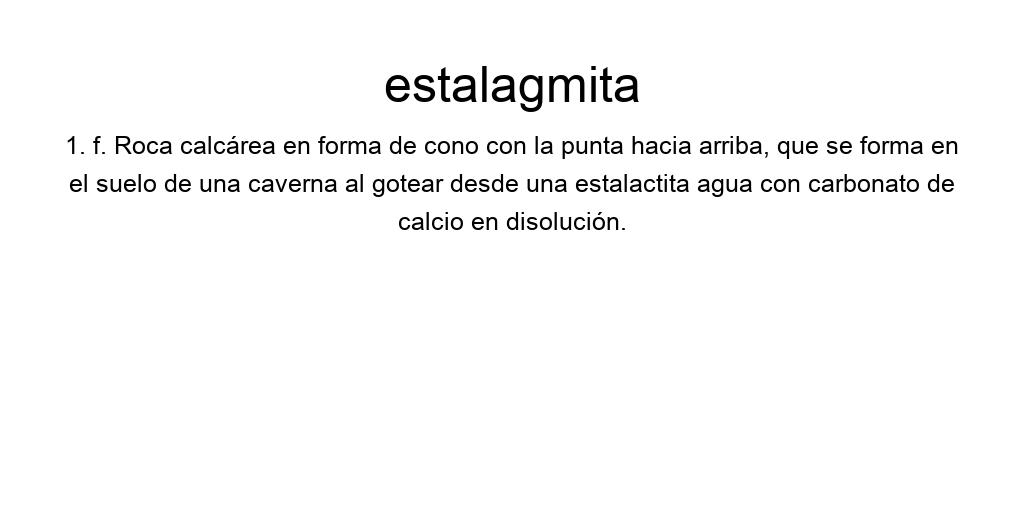 estalagmita
1. f. Roca calcárea en forma de cono con la punta hacia arriba, que se forma en
el suelo de una caverna al gotear desde una estalactita agua con carbonato de
calcio en disolución.